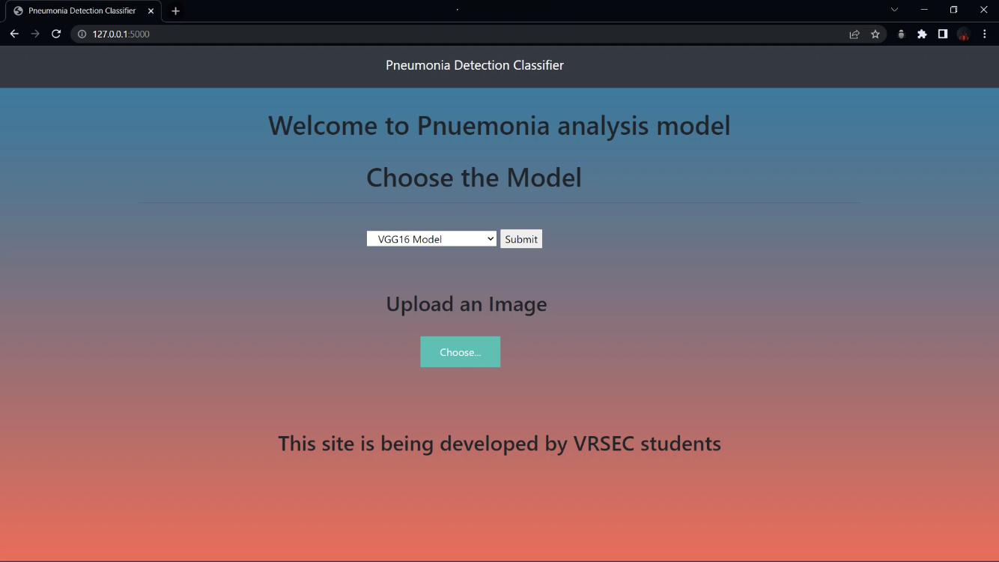 Pneumonia Detection Classifier
127.0.0.1:5000
Pneumonia Detection Classifier
Welcome to Pnuemonia analysis model
Choose the Model
VGG16 Model Submit
Upload an Image
Choose...
This site is being developed by VRSEC students